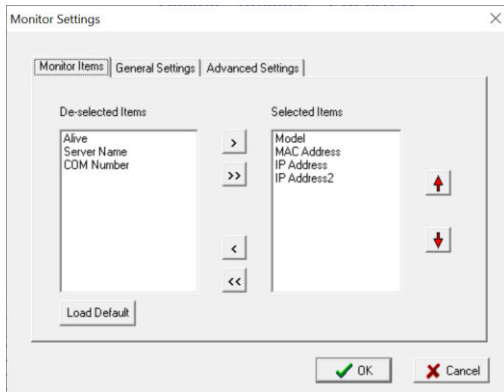 Monitor Settings
Monitor Items General Settings Advanced Settings
De-selected Items Selected Items
Alive
Server Name
COM Number
>
>>
<
<<
Model
MAC Address
IP Address
IP Address2
Load Default
OK Cancel